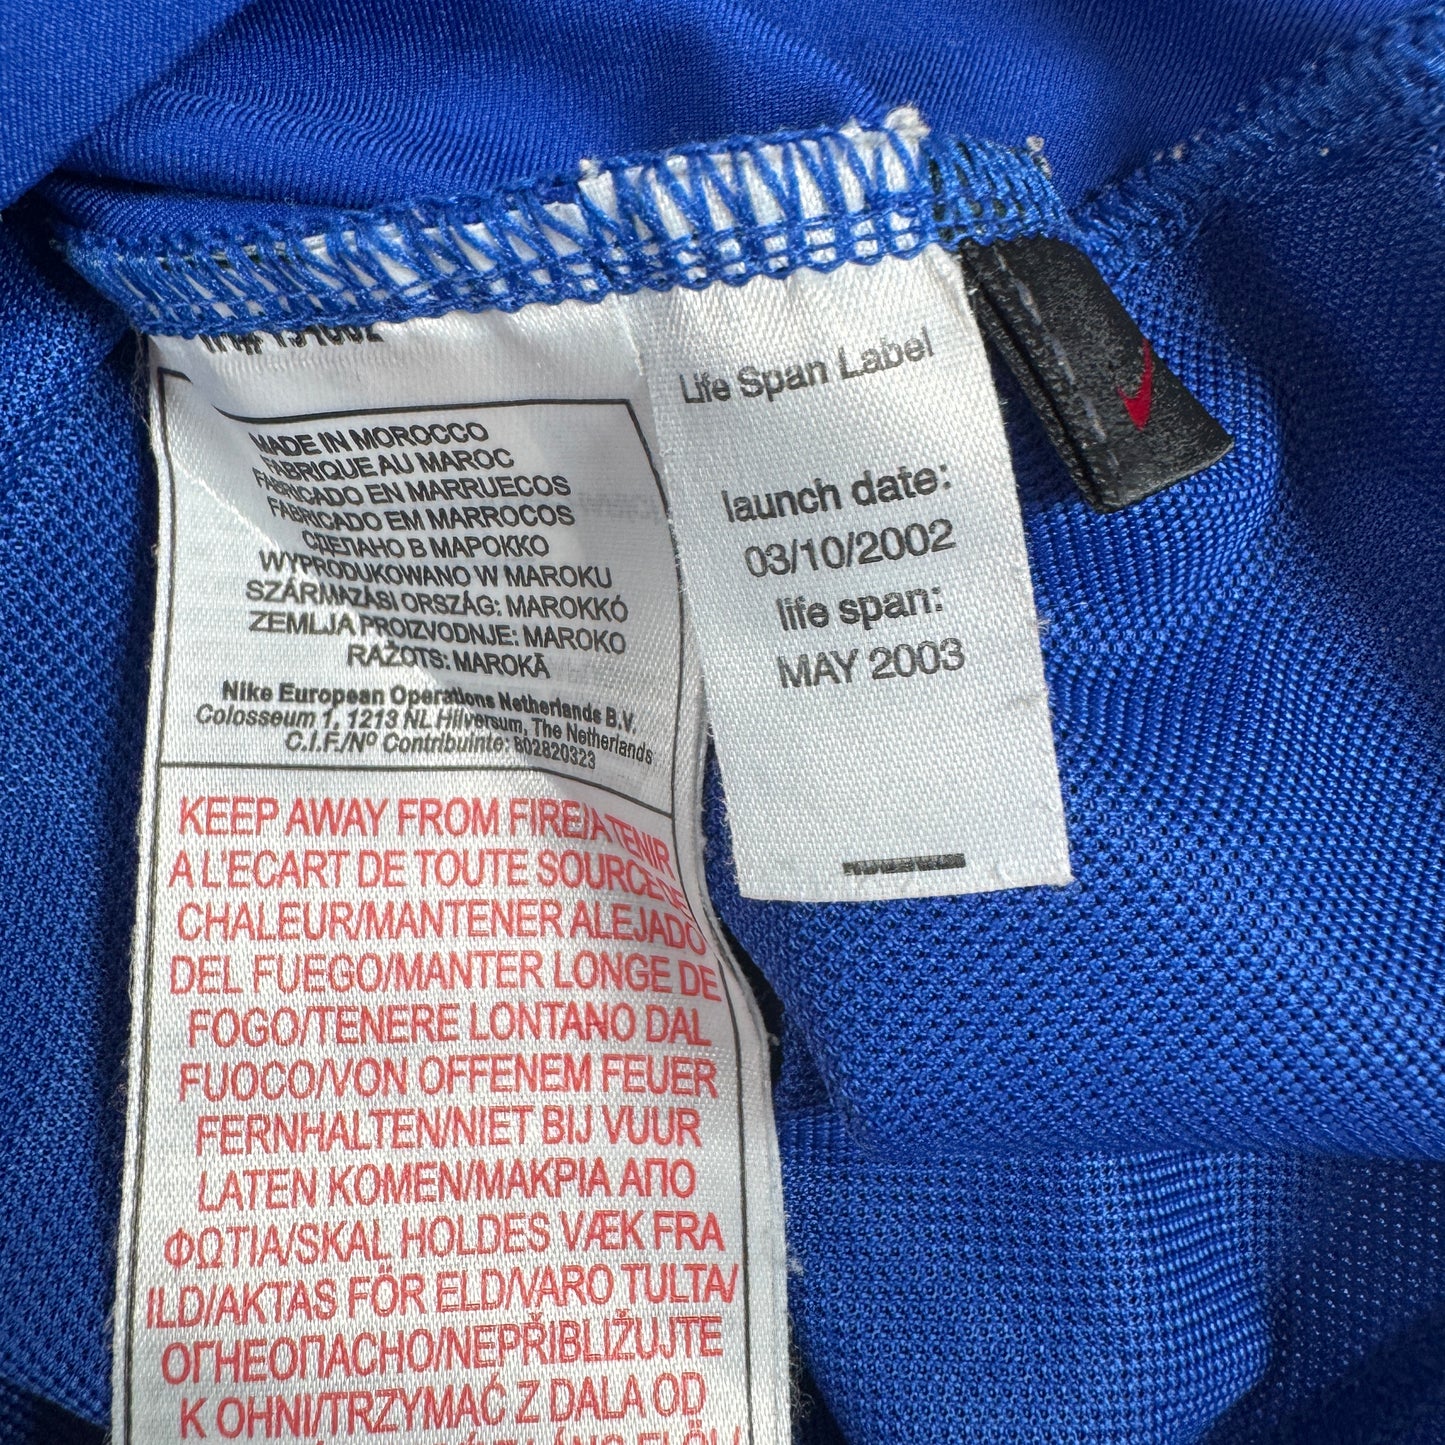 MADE IN MOROCCO
FABRIQUE AU MAROC
FABRICADO EN MARRUECOS
FABRICADO EM MARROCOS
СДЕПАНО В МАРОККО
WYPRODUKOWANO W MAROKU
SZÁRMAZÁSI ORSZÁG: MAROKKÓ
ZEMLJA PROIZVODNJE: MAROKO
RAŽOTS: MAROKĀ
Nike European Operations Netherlands B.V.
Colosseum 1, 1213 NL Hilversum, The Netherlands
C.I.F./Nº Contribuinte: 802820323
KEEP AWAY FROM FIRE/A TENIR
A L'ECART DE TOUTE SOURCE DE
CHALEUR/MANTENER ALEJADO
DEL FUEGO/MANTER LONGE DE
FOGO/TENERE LONTANO DAL
FUOCO/VON OFFENEM FEUER
FERNHALTEN/NIET BIJ VUUR
LATEN KOMEN/ΜΑΚΡΙΑ ΑΠΟ
ΦΩΤΙΑ/SKAL HOLDES VÆK FRA
ILD/AKTAS FÖR ELD/VARO TULTA/
ОГНЕОПАСНО/NEPŘIBLIŽUJTE
K OHNI/TRZYMAĆ Z DALA OD
Life Span Label
launch date:
03/10/2002
life span:
MAY 2003